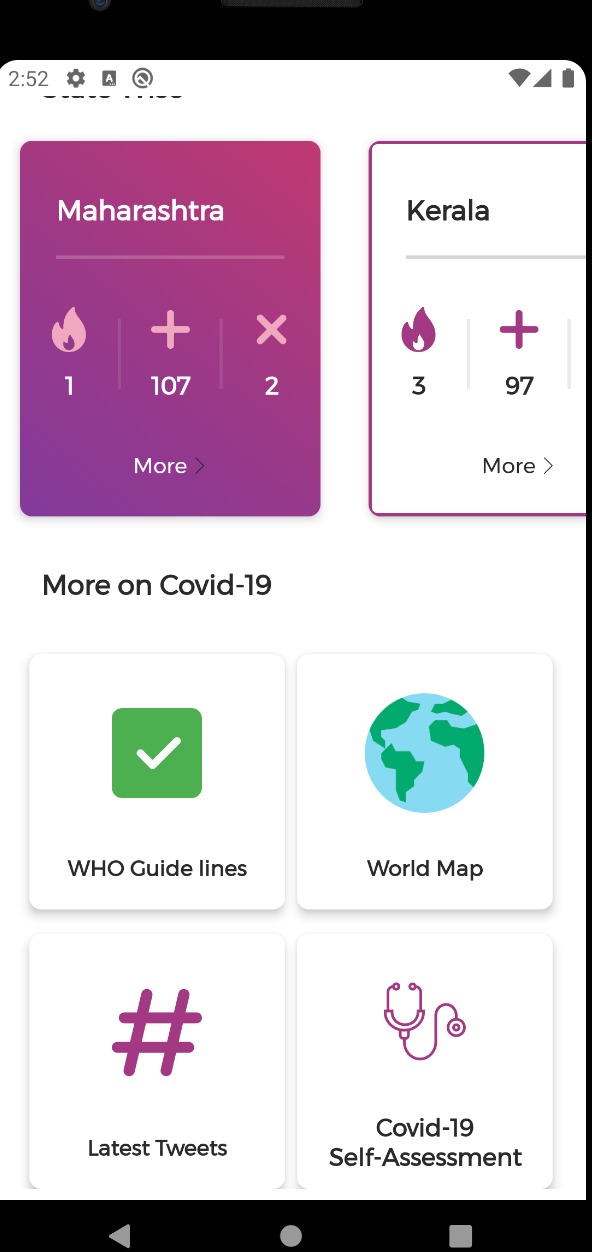 2:52
Maharashtra
Kerala
1
107
2
3
97
More
More
More on Covid-19
WHO Guide lines
World Map
Latest Tweets
Covid-19
Self-Assessment